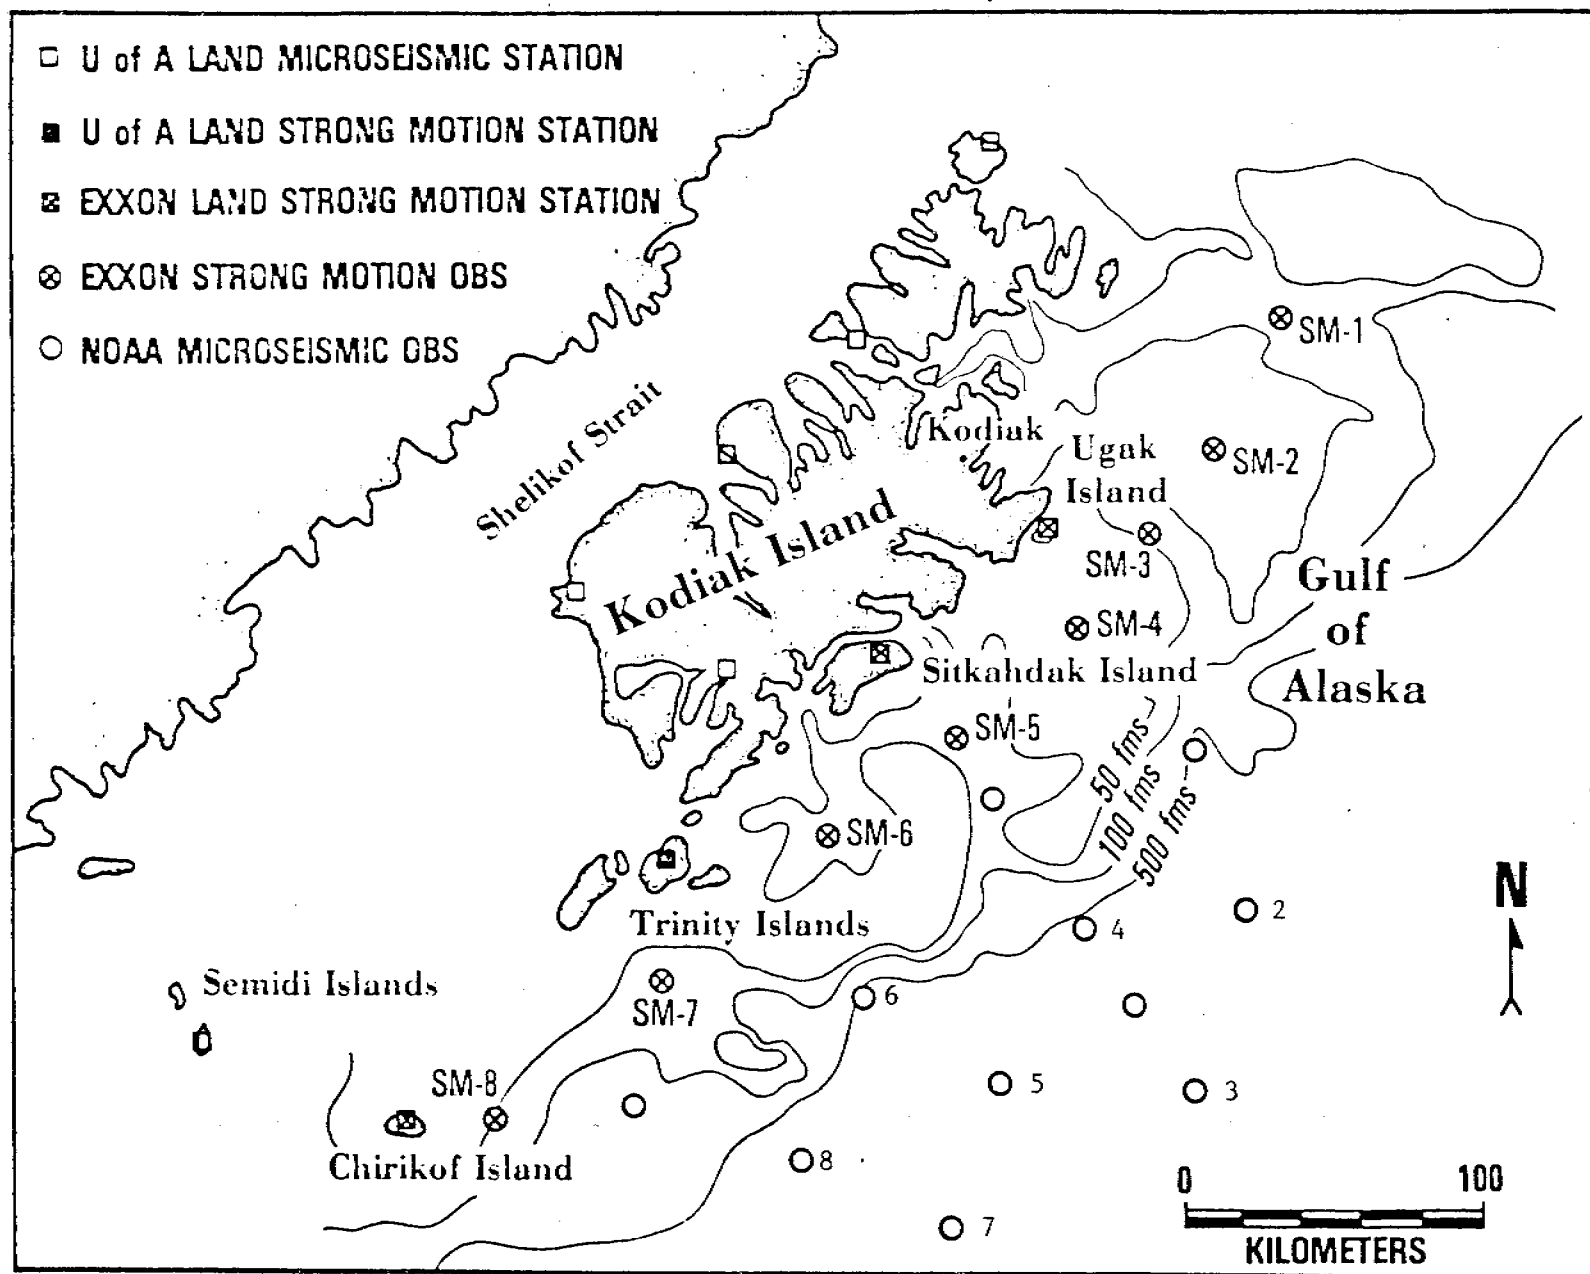 U of A LAND MICROSEISMIC STATION
U of A LAND STRONG MOTION STATION
EXXON LAND STRONG MOTION STATION
EXXON STRONG MOTION OBS
NOAA MICROSEISMIC OBS
SM-1
Shelikof Strait
Kodiak
Ugak
Island
SM-2
Kodiak Island
SM-3
Gulf
of
Alaska
SM-4
Sitkahdak Island
SM-5
50 fms
100 fms
500 fms
SM-6
N
2
Trinity Islands
4
Semidi Islands
SM-7
6
SM-8
5
3
Chirikof Island
8
7
0 100
KILOMETERS